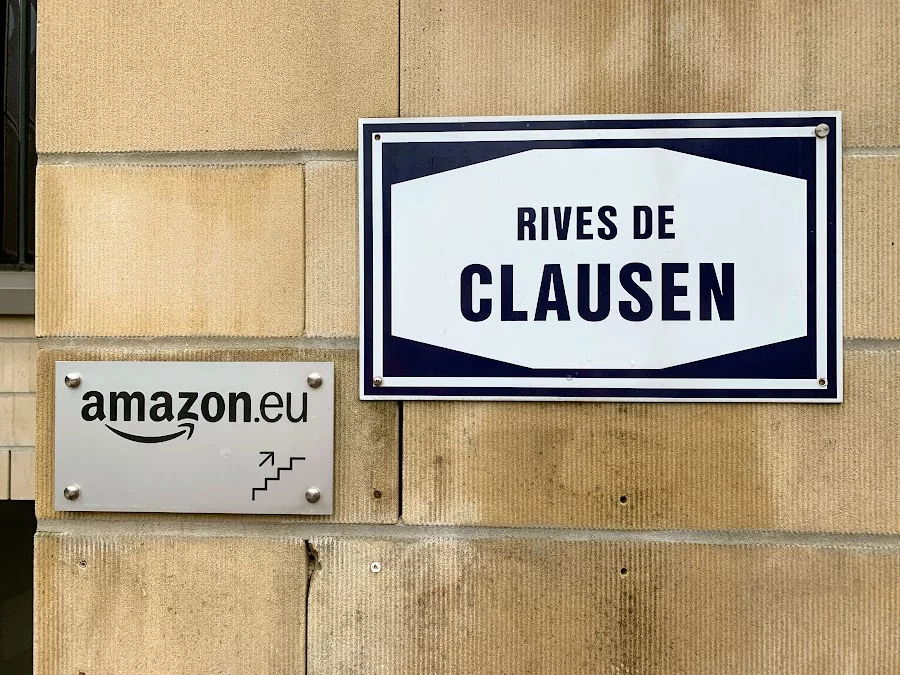 RIVES DE
CLAUSEN
amazon.eu